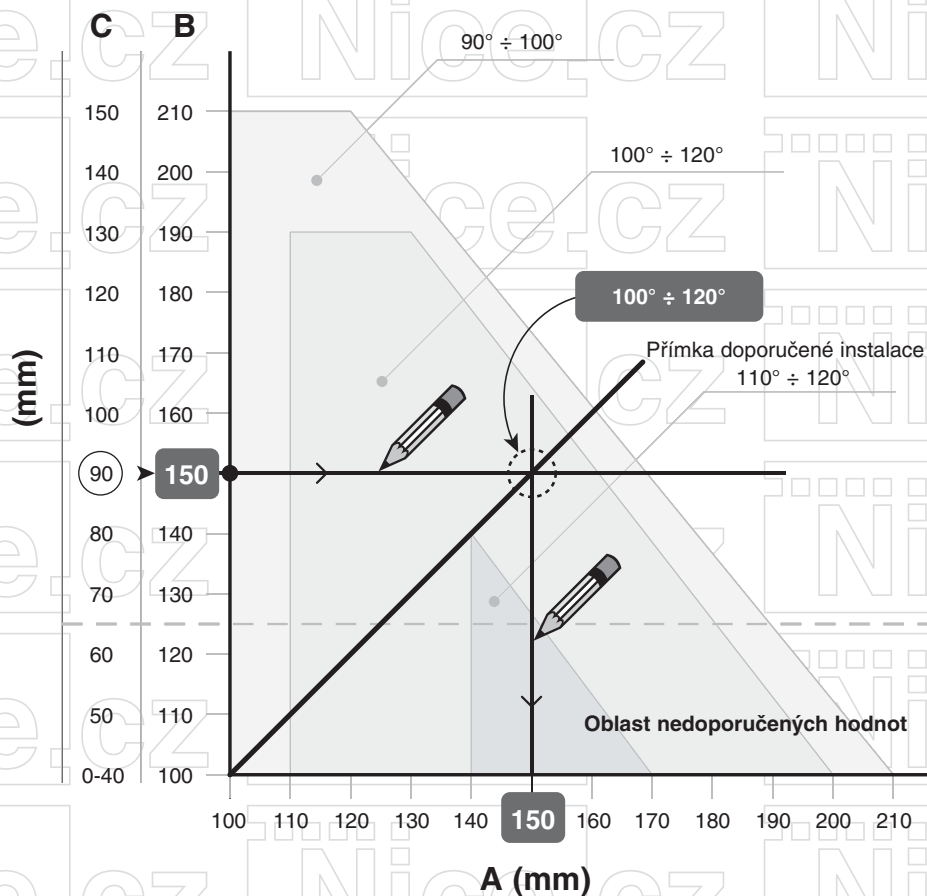 C B
90° ÷ 100°
100° ÷ 120°
100° ÷ 120°
Přímka doporučené instalace
110° ÷ 120°
(mm)
150 210
140 200
130 190
120 180
110 170
100 160
90 150
80 140
70 130
60 120
50 110
0-40 100
Oblast nedoporučených hodnot
100 110 120 130 140 150 160 170 180 190 200 210
A (mm)
Nice.cz